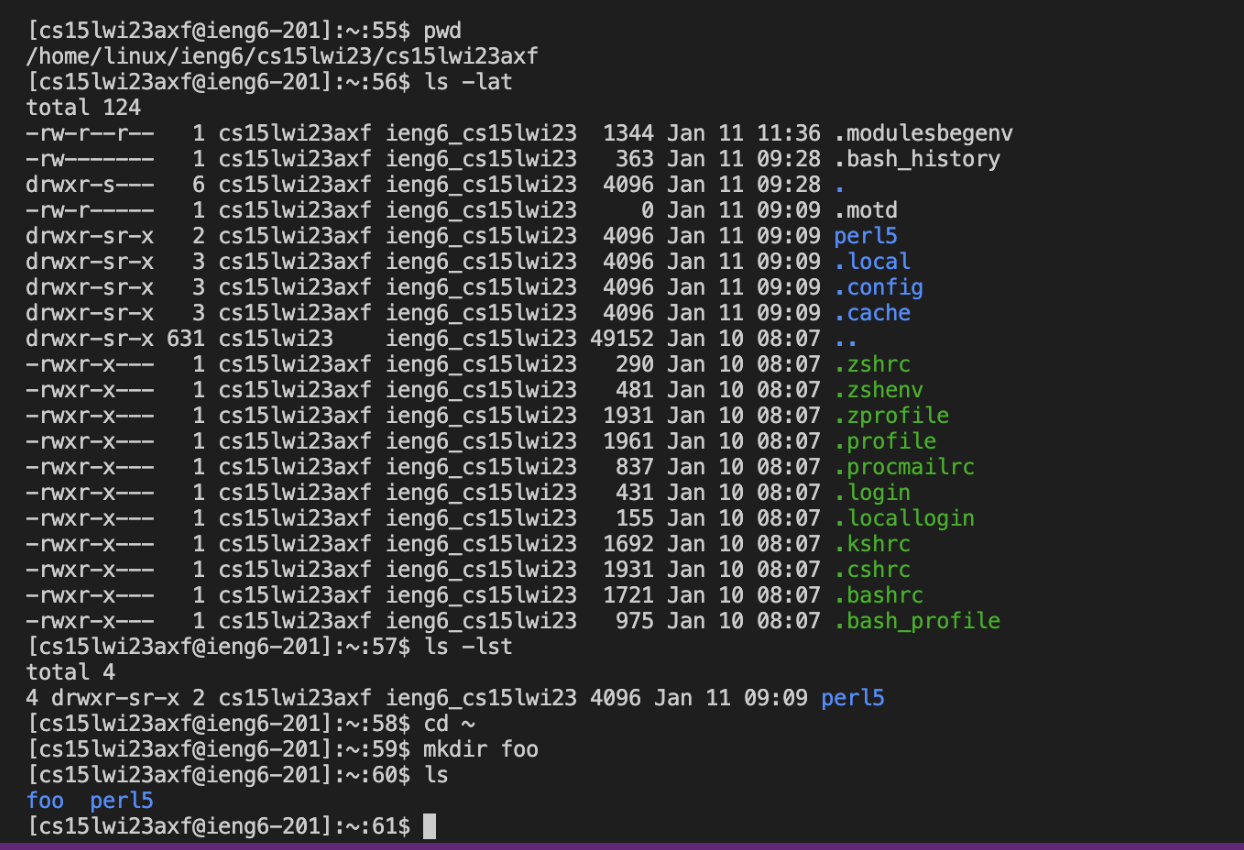 [cs15lwi23axf@ieng6-201]:~:55$ pwd
/home/linux/ieng6/cs15lwi23/cs15lwi23axf
[cs15lwi23axf@ieng6-201]:~:56$ ls -lat
total 124
-rw-r--r--   1 cs15lwi23axf ieng6_cs15lwi23  1344 Jan 11 11:36 .modulesbegenv
-rw-------   1 cs15lwi23axf ieng6_cs15lwi23   363 Jan 11 09:28 .bash_history
drwxr-s---   6 cs15lwi23axf ieng6_cs15lwi23  4096 Jan 11 09:28 .
-rw-r-----   1 cs15lwi23axf ieng6_cs15lwi23     0 Jan 11 09:09 .motd
drwxr-sr-x   2 cs15lwi23axf ieng6_cs15lwi23  4096 Jan 11 09:09 perl5
drwxr-sr-x   3 cs15lwi23axf ieng6_cs15lwi23  4096 Jan 11 09:09 .local
drwxr-sr-x   3 cs15lwi23axf ieng6_cs15lwi23  4096 Jan 11 09:09 .config
drwxr-sr-x   3 cs15lwi23axf ieng6_cs15lwi23  4096 Jan 11 09:09 .cache
drwxr-sr-x 631 cs15lwi23    ieng6_cs15lwi23 49152 Jan 10 08:07 ..
-rwxr-x---   1 cs15lwi23axf ieng6_cs15lwi23   290 Jan 10 08:07 .zshrc
-rwxr-x---   1 cs15lwi23axf ieng6_cs15lwi23   481 Jan 10 08:07 .zshenv
-rwxr-x---   1 cs15lwi23axf ieng6_cs15lwi23  1931 Jan 10 08:07 .zprofile
-rwxr-x---   1 cs15lwi23axf ieng6_cs15lwi23  1961 Jan 10 08:07 .profile
-rwxr-x---   1 cs15lwi23axf ieng6_cs15lwi23   837 Jan 10 08:07 .procmailrc
-rwxr-x---   1 cs15lwi23axf ieng6_cs15lwi23   431 Jan 10 08:07 .login
-rwxr-x---   1 cs15lwi23axf ieng6_cs15lwi23   155 Jan 10 08:07 .locallogin
-rwxr-x---   1 cs15lwi23axf ieng6_cs15lwi23  1692 Jan 10 08:07 .kshrc
-rwxr-x---   1 cs15lwi23axf ieng6_cs15lwi23  1931 Jan 10 08:07 .cshrc
-rwxr-x---   1 cs15lwi23axf ieng6_cs15lwi23  1721 Jan 10 08:07 .bashrc
-rwxr-x---   1 cs15lwi23axf ieng6_cs15lwi23   975 Jan 10 08:07 .bash_profile
[cs15lwi23axf@ieng6-201]:~:57$ ls -lst
total 4
4 drwxr-sr-x 2 cs15lwi23axf ieng6_cs15lwi23 4096 Jan 11 09:09 perl5
[cs15lwi23axf@ieng6-201]:~:58$ cd ~
[cs15lwi23axf@ieng6-201]:~:59$ mkdir foo
[cs15lwi23axf@ieng6-201]:~:60$ ls
foo  perl5
[cs15lwi23axf@ieng6-201]:~:61$